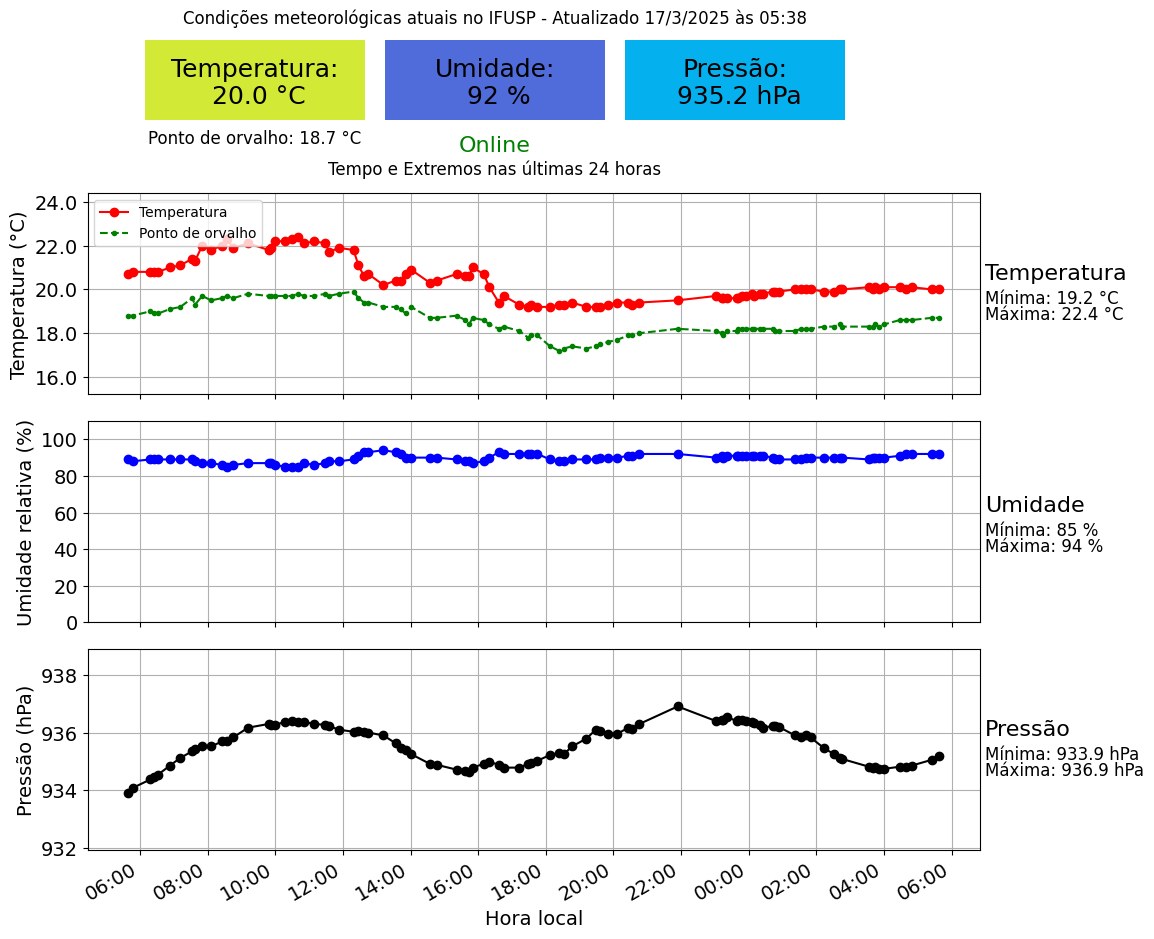 Condições meteorológicas atuais no IFUSP - Atualizado 17/3/2025 às 05:38
Temperatura:
20.0 °C
Umidade:
92 %
Pressão:
935.2 hPa
Ponto de orvalho: 18.7 °C
Online
Tempo e Extremos nas últimas 24 horas
Temperatura (°C)
24.0
22.0
20.0
18.0
16.0
Temperatura
Ponto de orvalho
Temperatura
Mínima: 19.2 °C
Máxima: 22.4 °C
Umidade relativa (%)
100
80
60
40
20
0
Umidade
Mínima: 85 %
Máxima: 94 %
Pressão (hPa)
938
936
934
932
Pressão
Mínima: 933.9 hPa
Máxima: 936.9 hPa
06:00 08:00 10:00 12:00 14:00 16:00 18:00 20:00 22:00 00:00 02:00 04:00 06:00
Hora local